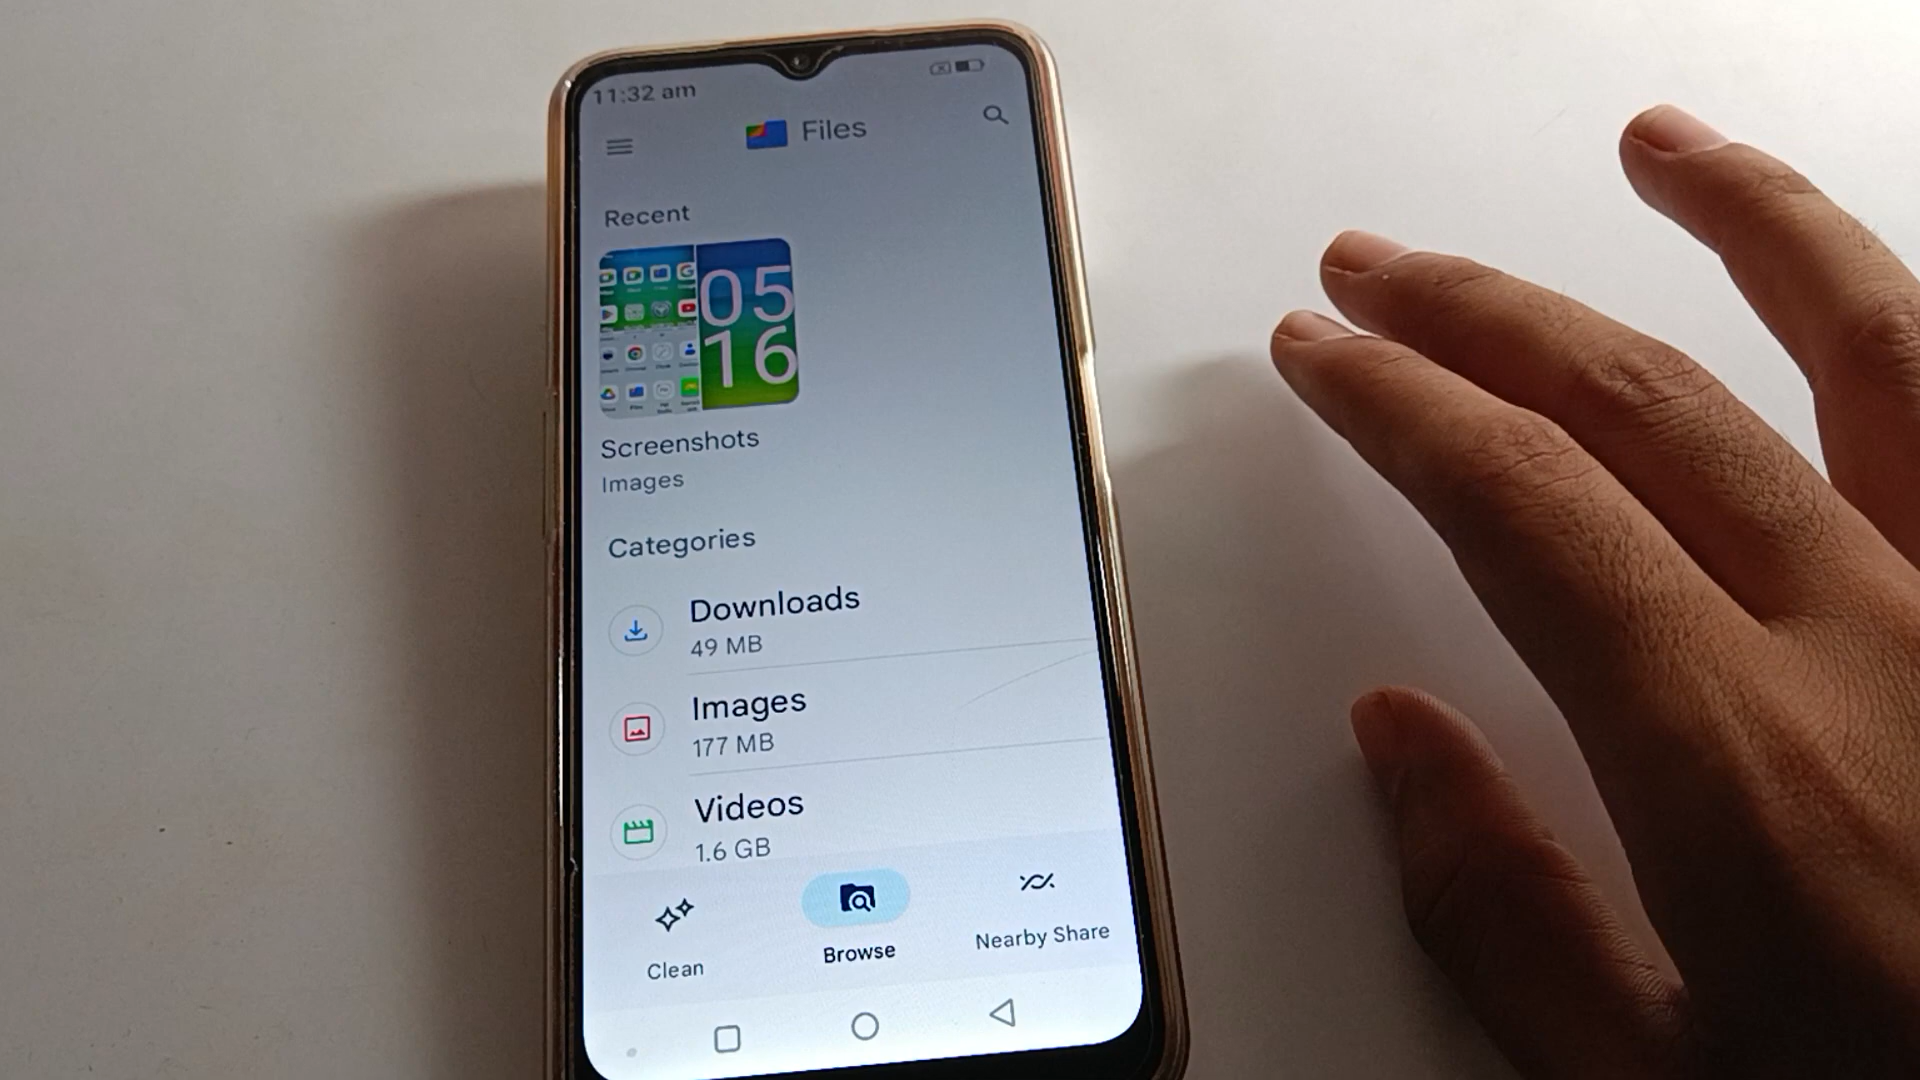 11:32 am
Files
Recent
05
16
Screenshots
Images
Categories
Downloads
49 MB
Images
177 MB
Videos
1.6 GB
Clean
Browse
Nearby Share